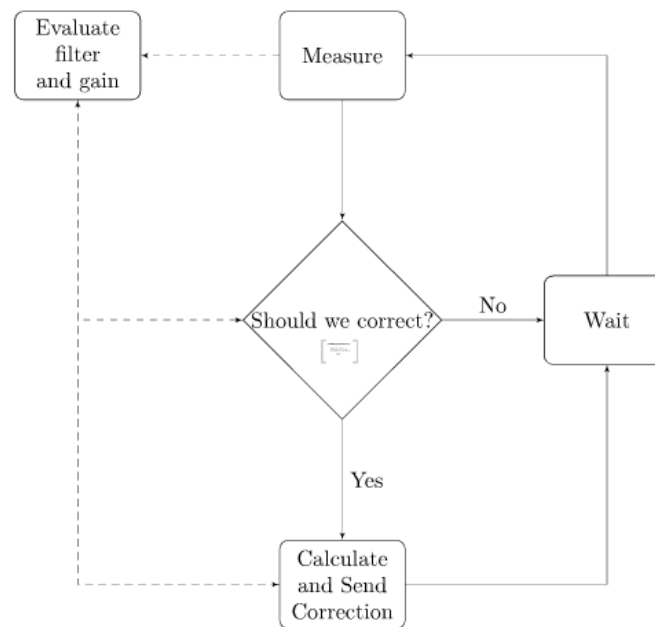 Evaluate
filter
and gain
Measure
Should we correct?
No
Wait
Yes
Calculate
and Send
Correction